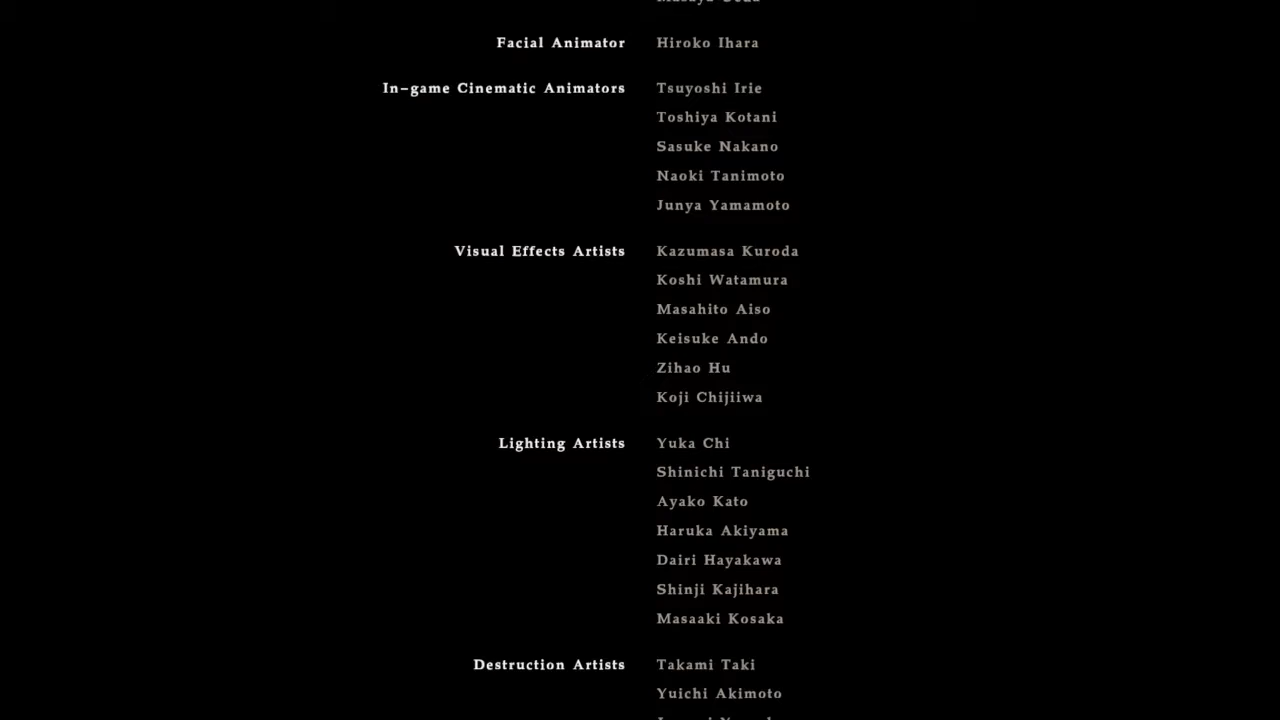 Facial Animator Hiroko Ihara
In-game Cinematic Animators Tsuyoshi Irie
Toshiya Kotani
Sasuke Nakano
Naoki Tanimoto
Junya Yamamoto
Visual Effects Artists Kazumasa Kuroda
Koshi Watamura
Masahito Aiso
Keisuke Ando
Zihao Hu
Koji Chijiiwa
Lighting Artists Yuka Chi
Shinichi Taniguchi
Ayako Kato
Haruka Akiyama
Dairi Hayakawa
Shinji Kajihara
Masaaki Kosaka
Destruction Artists Takami Taki
Yuichi Akimoto